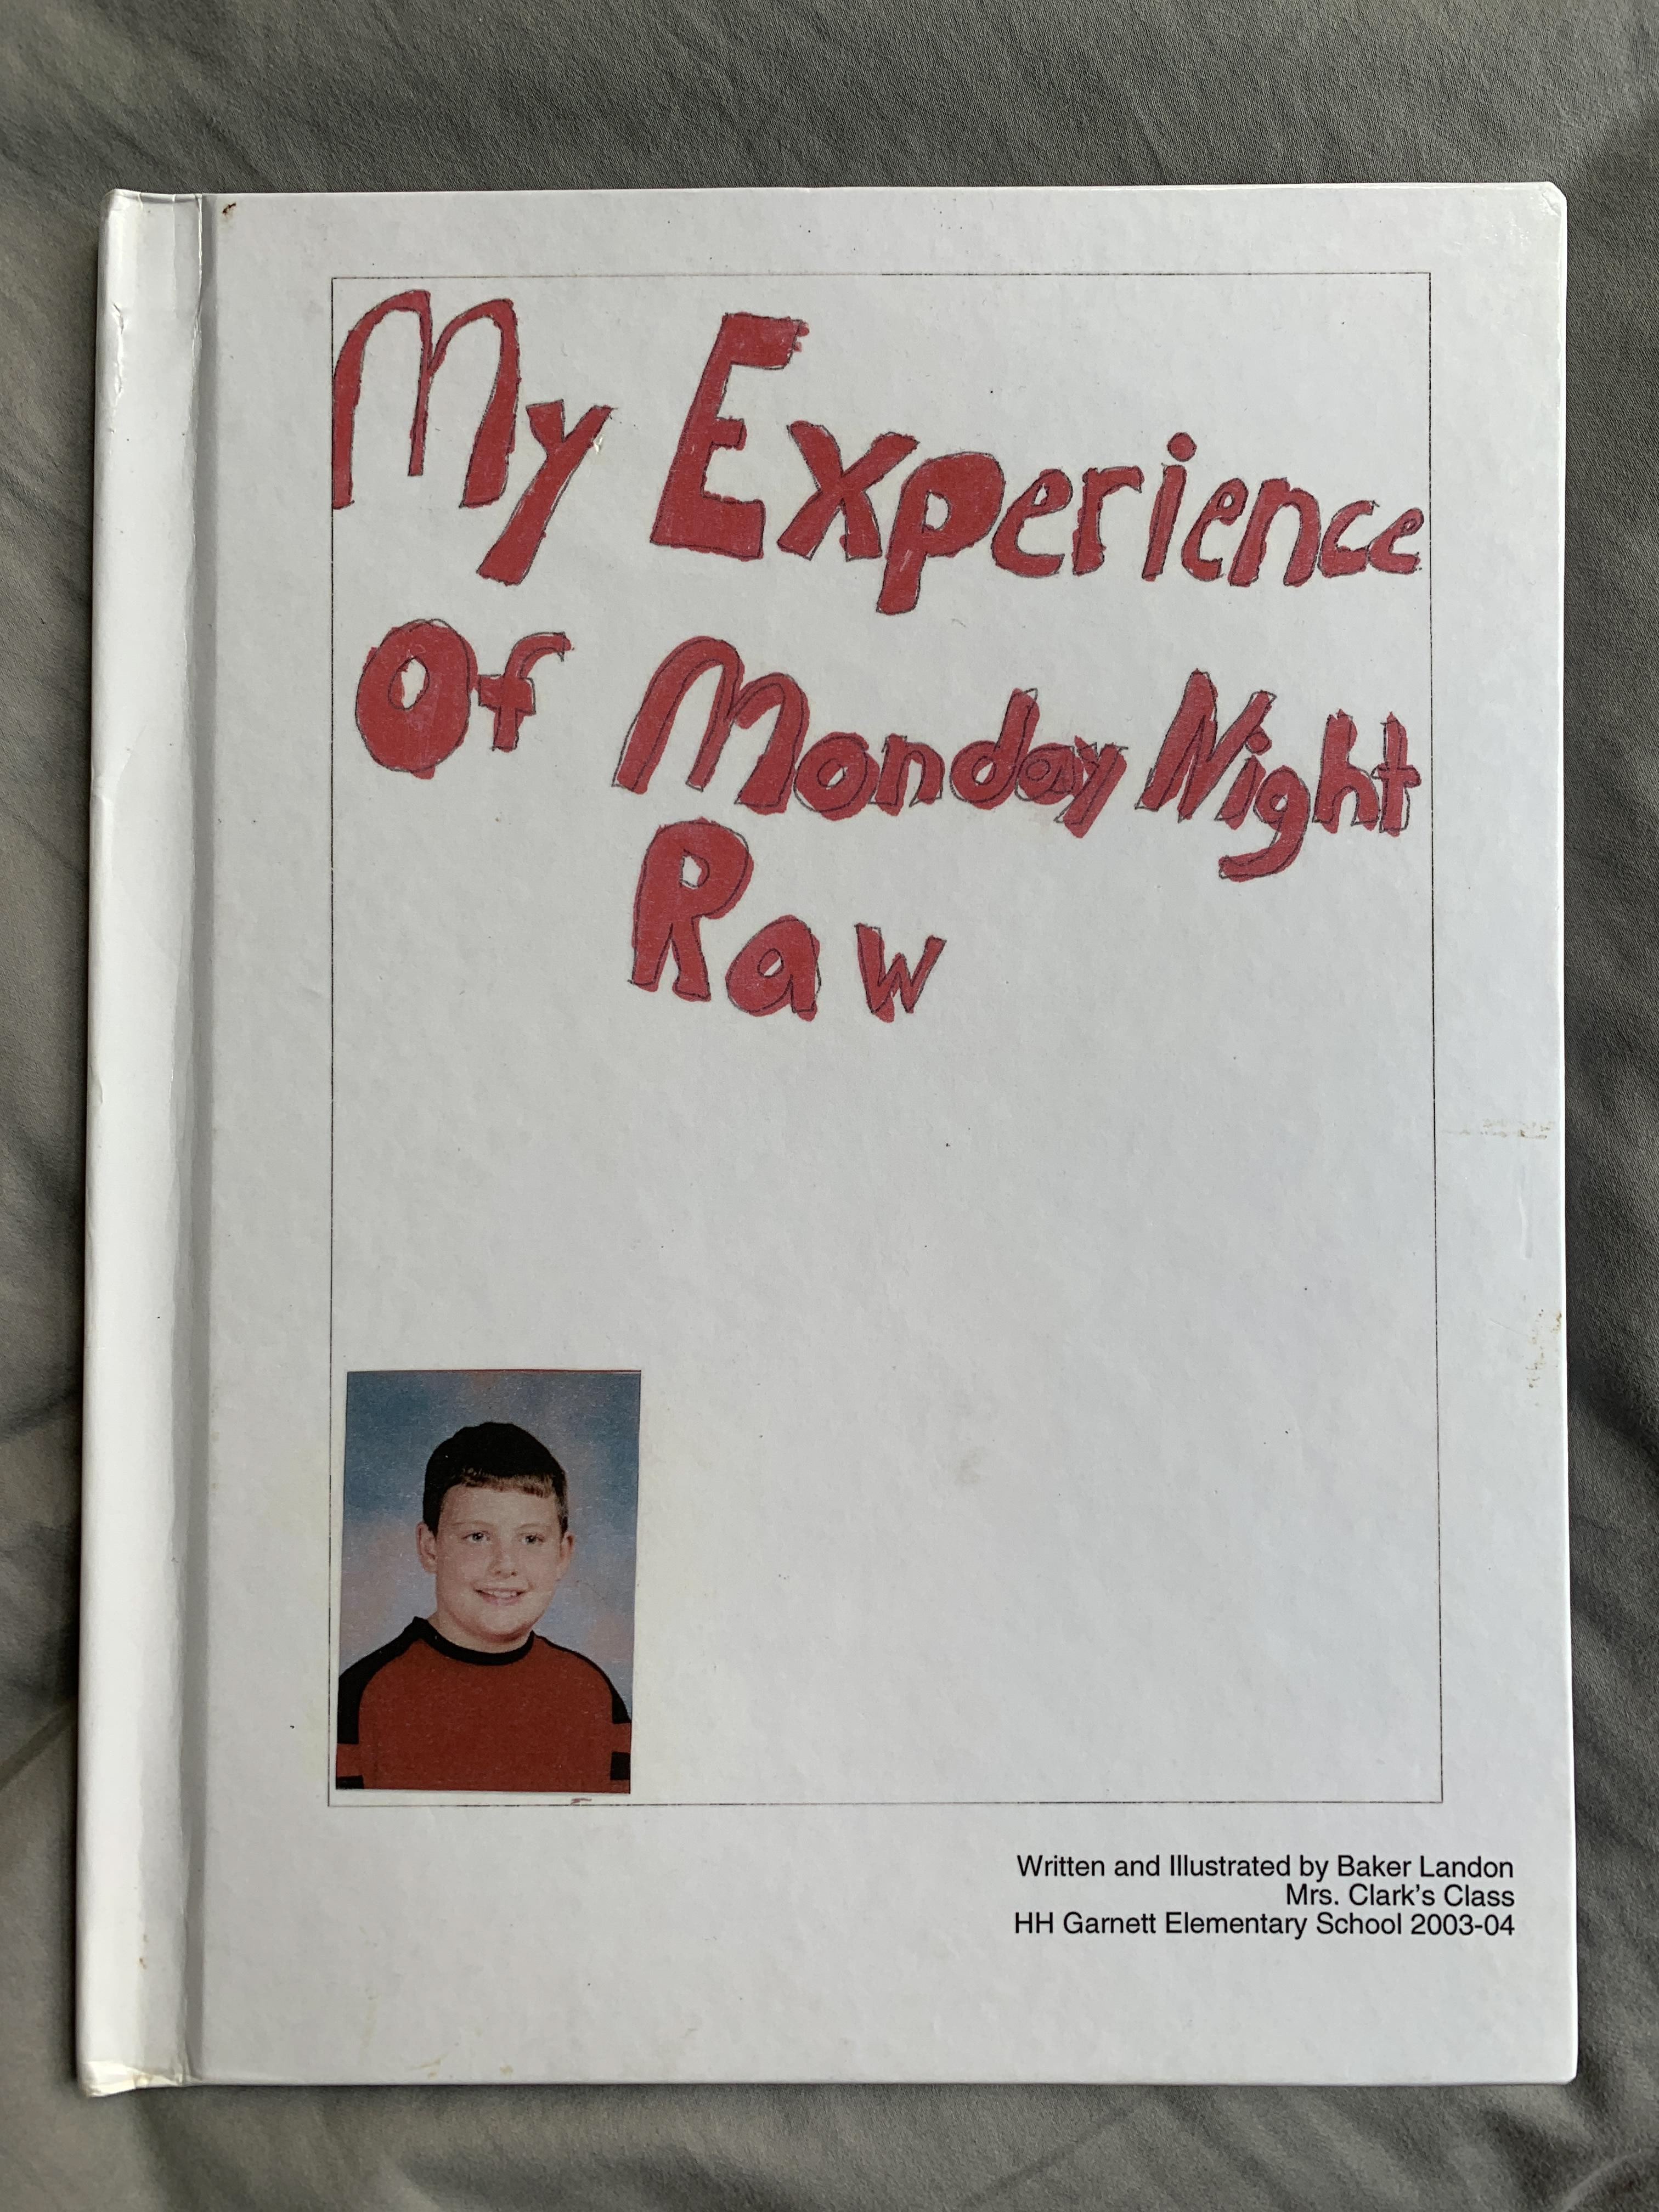 My Experience
Of Monday Night
Raw
Written and Illustrated by Baker Landon
Mrs. Clark's Class
HH Garnett Elementary School 2003-04